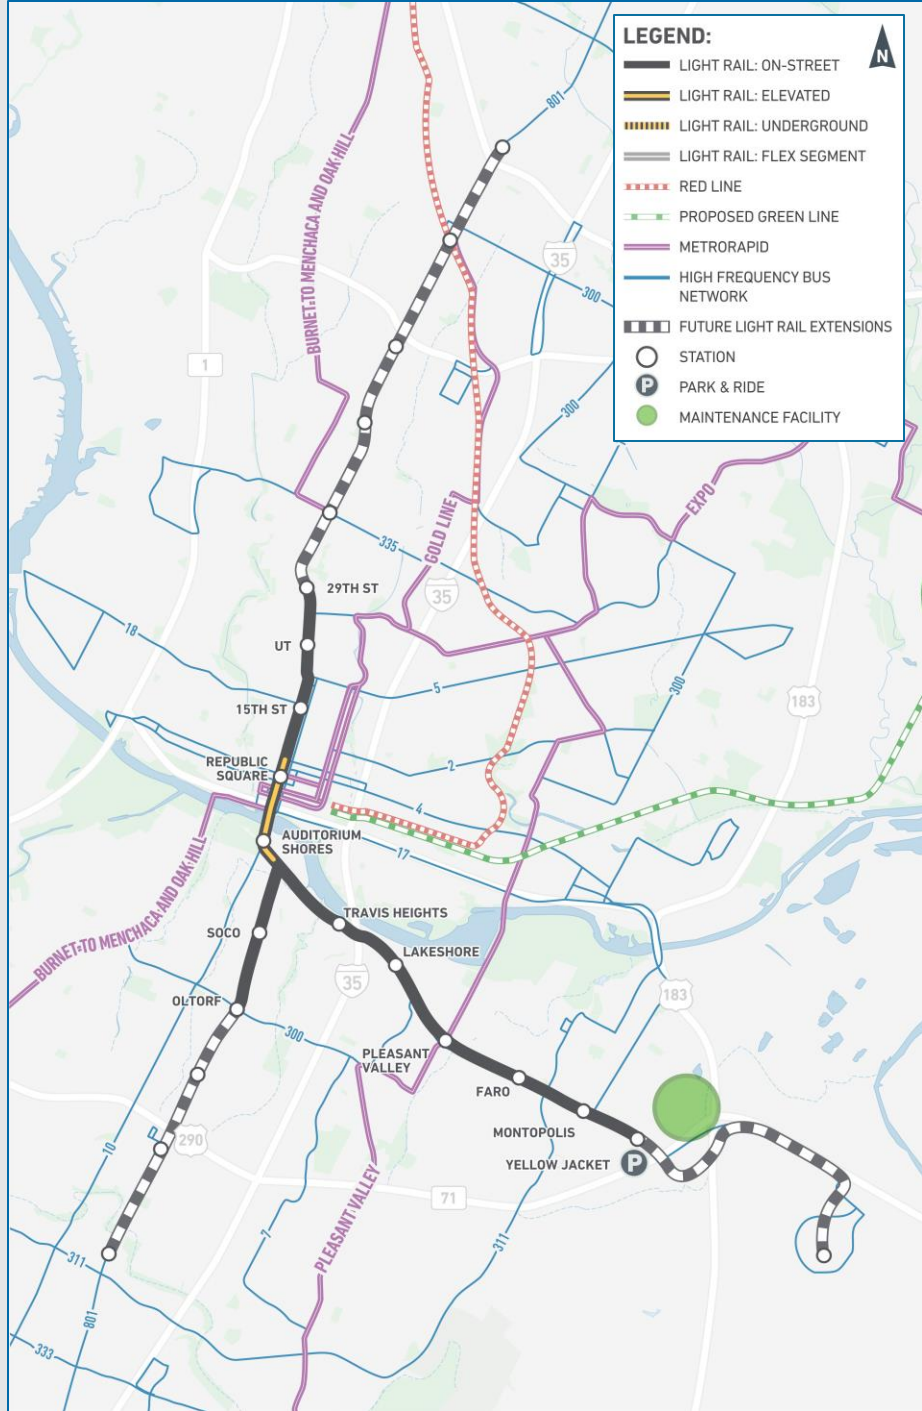 LEGEND:
N
LIGHT RAIL: ON-STREET
LIGHT RAIL: ELEVATED
LIGHT RAIL: UNDERGROUND
LIGHT RAIL: FLEX SEGMENT
RED LINE
PROPOSED GREEN LINE
METRORAPID
HIGH FREQUENCY BUS
NETWORK
FUTURE LIGHT RAIL EXTENSIONS
STATION
P
PARK & RIDE
MAINTENANCE FACILITY
801
BURNET TO MENCHACA AND OAK HILL
35
300
1
300
EXPO
GOLD LINE
335
29TH ST
35
18
UT
5
300
183
15TH ST
REPUBLIC
SQUARE
2
4
AUDITORIUM
SHORES
17
BURNET TO MENCHACA AND OAK HILL
TRAVIS HEIGHTS
SOCO
LAKESHORE
35
183
OLTORF
300
PLEASANT
VALLEY
FARO
MONTOPOLIS
10
290
YELLOW JACKET
P
71
PLEASANT VALLEY
7
311
311
801
333